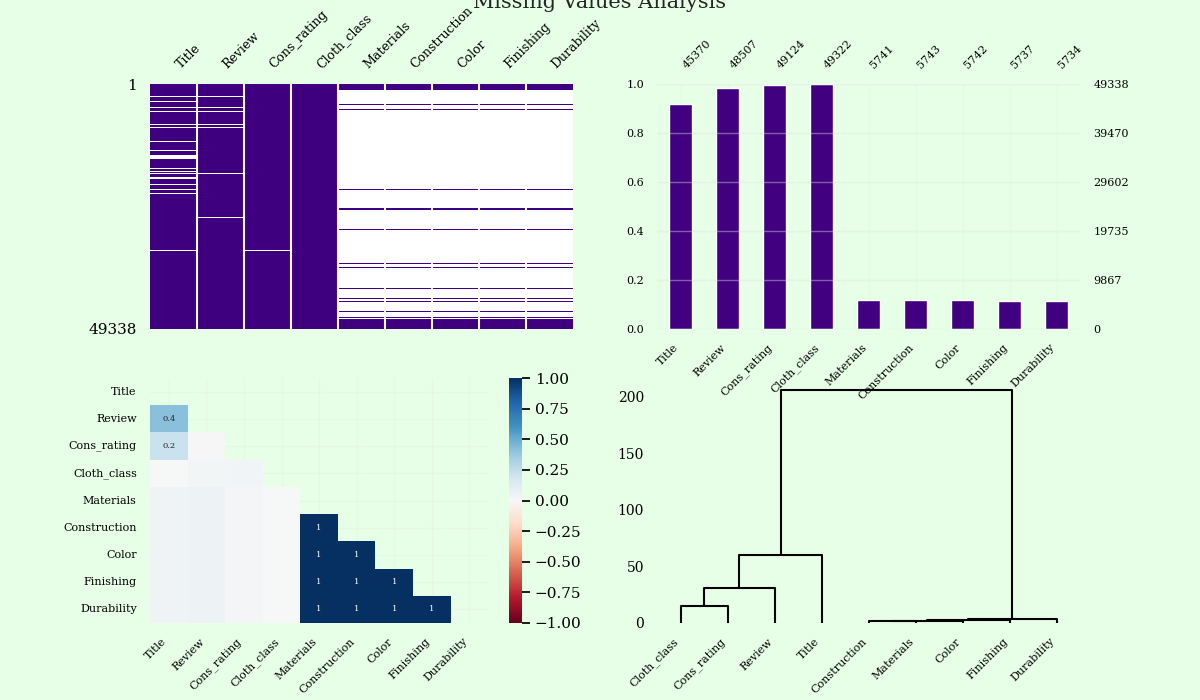 Missing Values Analysis
Title
Review
Cons_rating
Cloth_class
Materials
Construction
Color
Finishing
Durability
1
49338
45370
48507
49124
49322
5741
5743
5742
5737
5734
1.0
0.8
0.6
0.4
0.2
0.0
49338
39470
29602
19735
9867
0
Title
Review
Cons_rating
Cloth_class
Materials
Construction
Color
Finishing
Durability
Title
Review
Cons_rating
Cloth_class
Materials
Construction
Color
Finishing
Durability
0.4
0.2
1
1 1
1 1 1
1 1 1 1
Title
Review
Cons_rating
Cloth_class
Materials
Construction
Color
Finishing
Durability
1.00
0.75
0.50
0.25
0.00
−0.25
−0.50
−0.75
−1.00
200
150
100
50
0
Cloth_class
Cons_rating
Review
Title
Construction
Materials
Color
Finishing
Durability